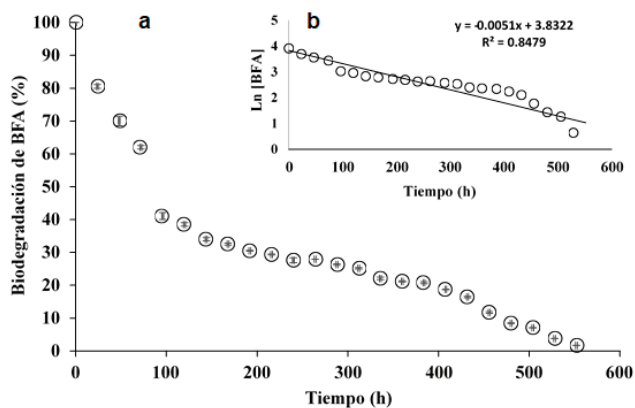 a
Biodegradación de BFA (%)
100
90
80
70
60
50
40
30
20
10
0
0 100 200 300 400 500 600
Tiempo (h)
b
y = -0.0051x + 3.8322
R² = 0.8479
Ln [BFA]
5
4
3
2
1
0
0 100 200 300 400 500 600
Tiempo (h)